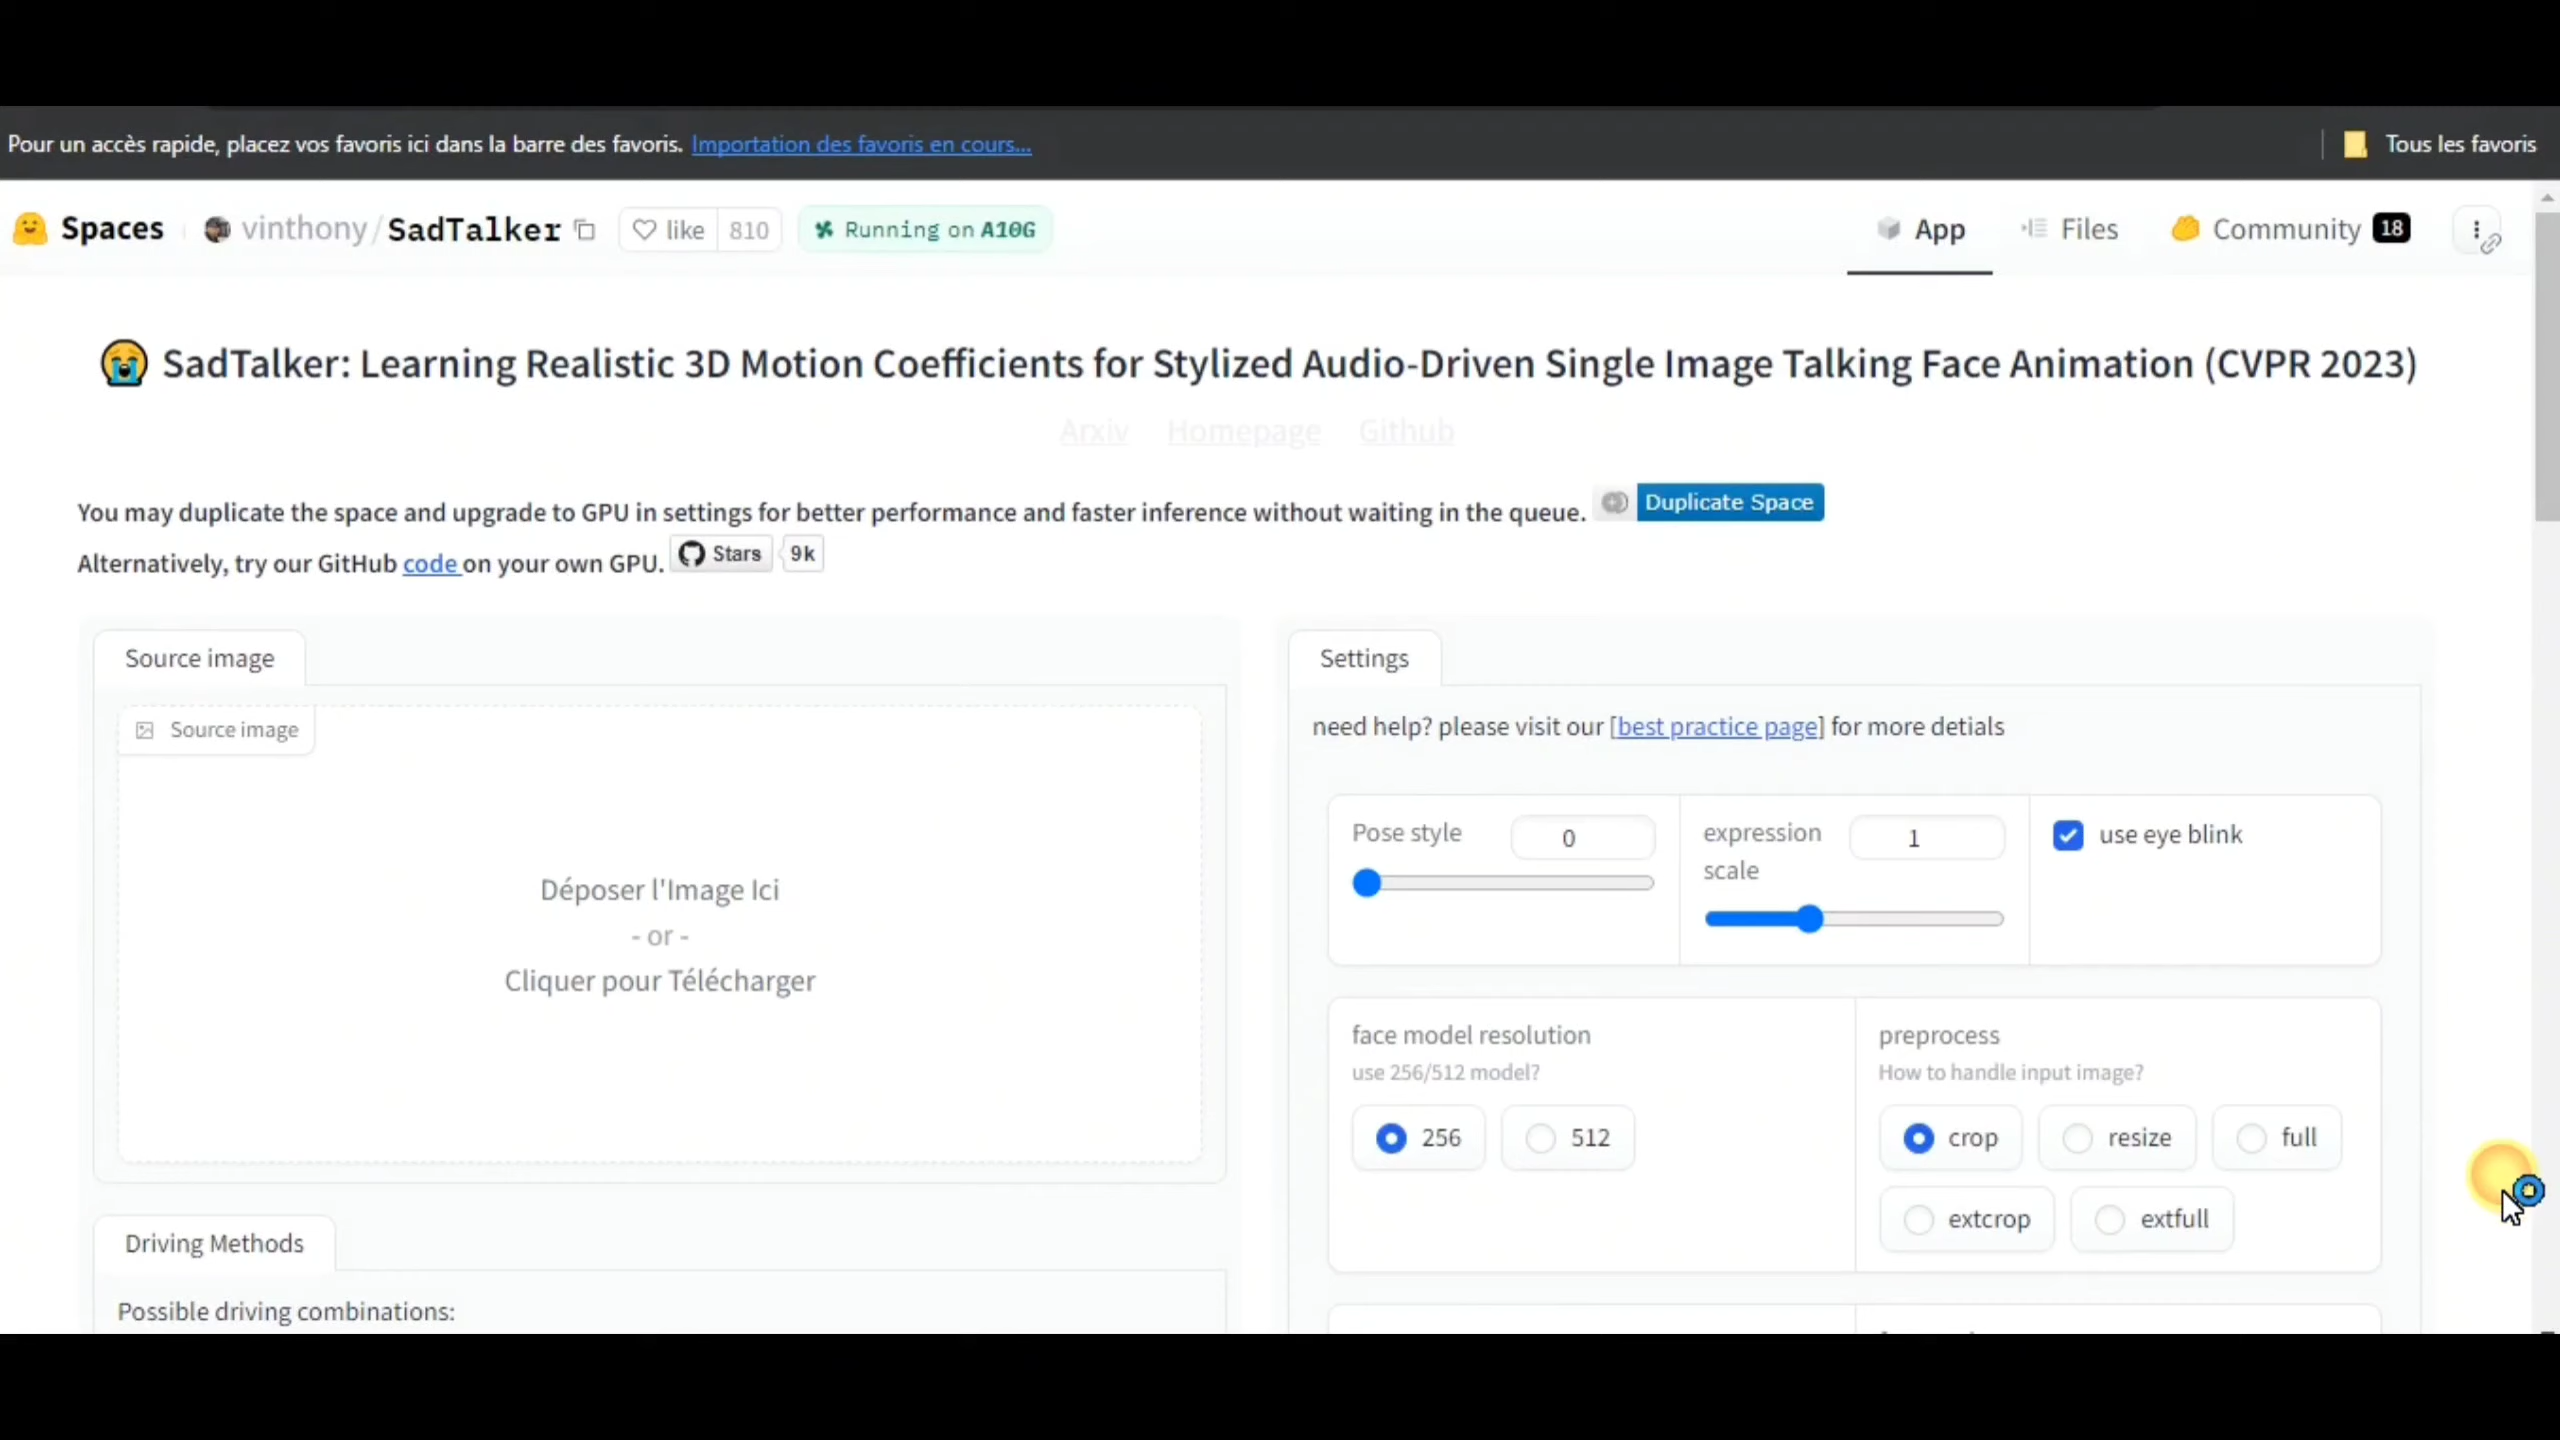 Pour un accès rapide, placez vos favoris ici dans la barre des favoris. Importation des favoris en cours...
Tous les favoris
Spaces vinthony/SadTalker like 810 Running on A10G
App Files Community 18
SadTalker: Learning Realistic 3D Motion Coefficients for Stylized Audio-Driven Single Image Talking Face Animation (CVPR 2023)
Arxiv Homepage Github
You may duplicate the space and upgrade to GPU in settings for better performance and faster inference without waiting in the queue. Duplicate Space
Alternatively, try our GitHub code on your own GPU. Stars 9k
Source image
Source image
Déposer l'Image Ici
- or -
Cliquer pour Télécharger
Driving Methods
Possible driving combinations:
Settings
need help? please visit our [best practice page] for more detials
Pose style 0
expression 1
scale
use eye blink
face model resolution
use 256/512 model?
256 512
preprocess
How to handle input image?
crop resize full
extcrop extfull